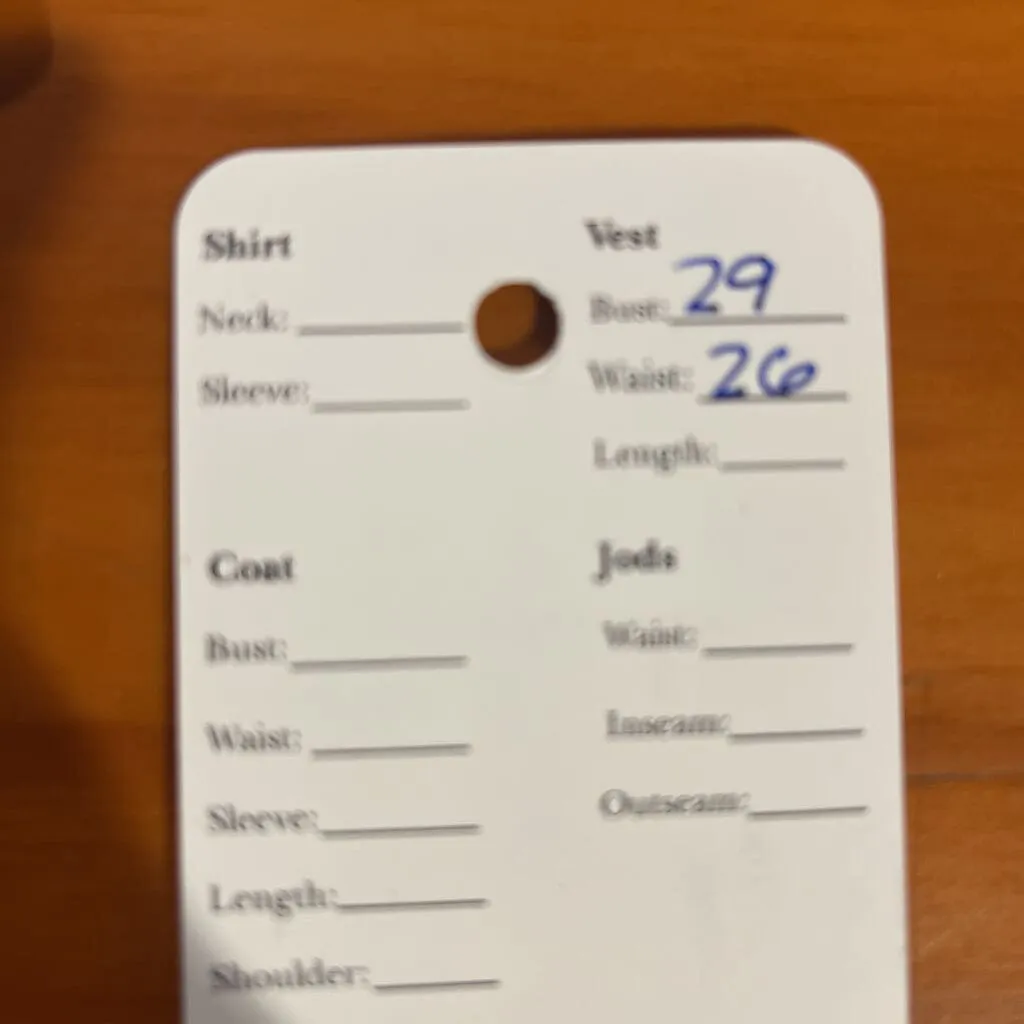 Shirt
Neck:
Sleeve:
Vest
Bust: 29
Waist: 26
Length:
Coat
Bust:
Waist:
Sleeve:
Length:
Shoulder:
Jods
Waist:
Inseam:
Outseam: